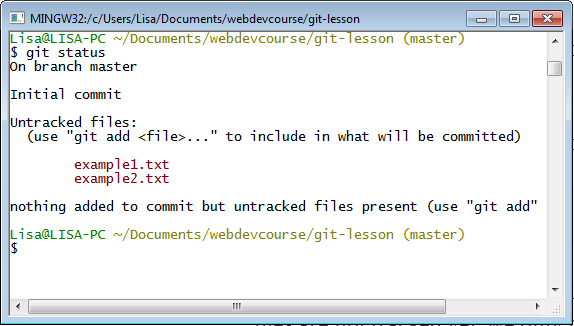 MINGW32:/c/Users/Lisa/Documents/webdevcourse/git-lesson
Lisa@LISA-PC ~/Documents/webdevcourse/git-lesson (master)
$ git status
On branch master
Initial commit
Untracked files:
(use "git add <file>..." to include in what will be committed)
example1.txt
example2.txt
nothing added to commit but untracked files present (use "git add"
Lisa@LISA-PC ~/Documents/webdevcourse/git-lesson (master)
$